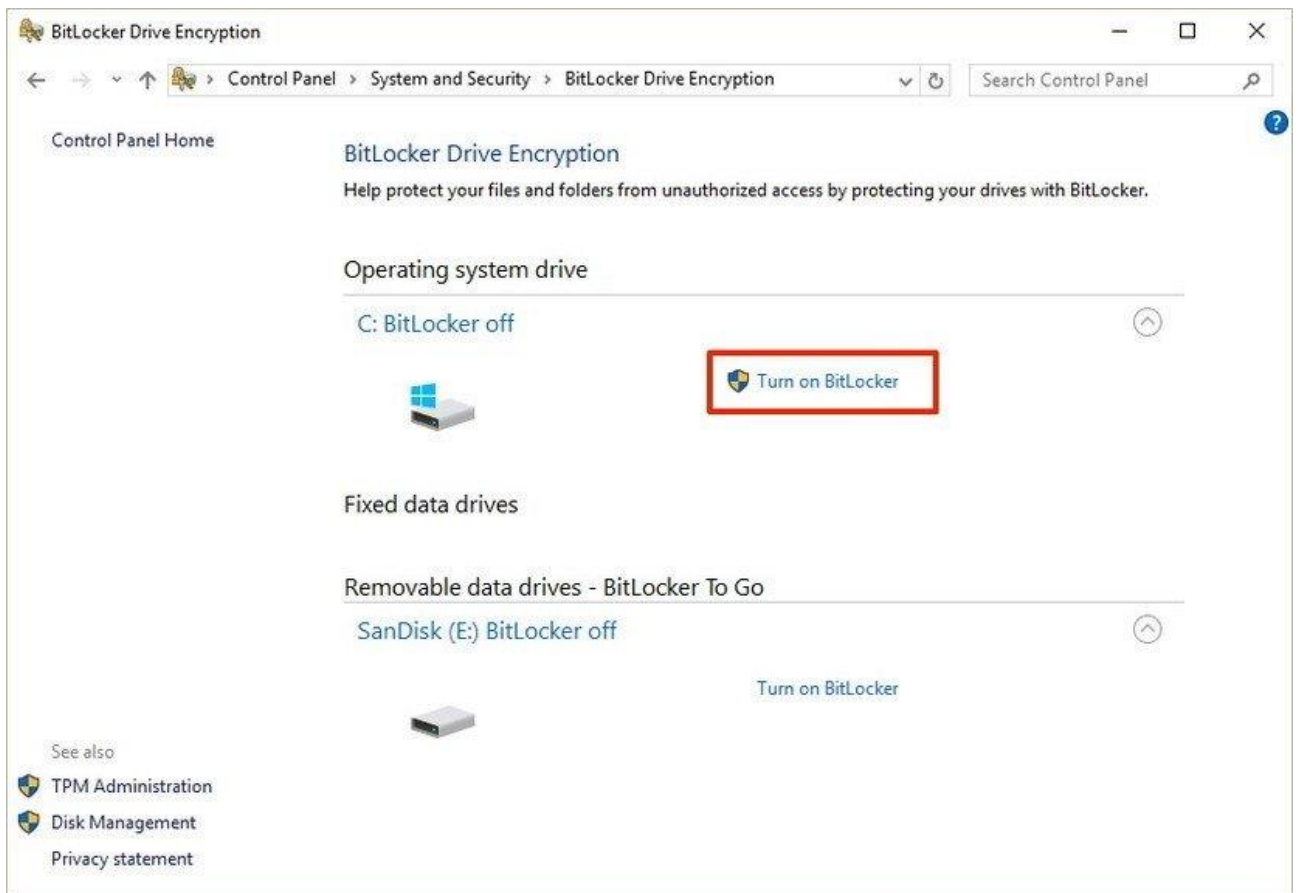 BitLocker Drive Encryption
Control Panel > System and Security > BitLocker Drive Encryption
Search Control Panel
?
Control Panel Home
BitLocker Drive Encryption
Help protect your files and folders from unauthorized access by protecting your drives with BitLocker.
Operating system drive
C: BitLocker off
Turn on BitLocker
Fixed data drives
Removable data drives - BitLocker To Go
SanDisk (E:) BitLocker off
Turn on BitLocker
See also
TPM Administration
Disk Management
Privacy statement